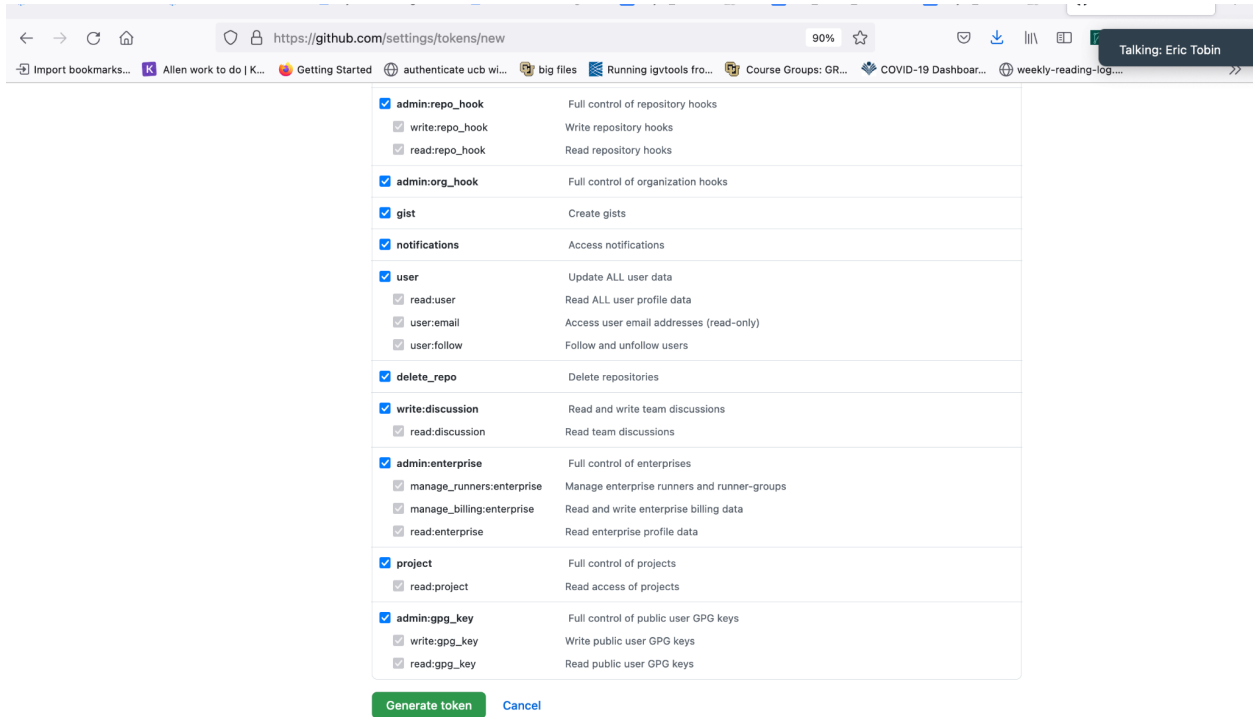 https://github.com/settings/tokens/new
90%
Talking: Eric Tobin
Import bookmarks... K Allen work to do | K... Getting Started authenticate ucb wi... big files Running igvtools fro... Course Groups: GR... COVID-19 Dashboar... weekly-reading-log....
admin:repo_hook Full control of repository hooks
write:repo_hook Write repository hooks
read:repo_hook Read repository hooks
admin:org_hook Full control of organization hooks
gist Create gists
notifications Access notifications
user Update ALL user data
read:user Read ALL user profile data
user:email Access user email addresses (read-only)
user:follow Follow and unfollow users
delete_repo Delete repositories
write:discussion Read and write team discussions
read:discussion Read team discussions
admin:enterprise Full control of enterprises
manage_runners:enterprise Manage enterprise runners and runner-groups
manage_billing:enterprise Read and write enterprise billing data
read:enterprise Read enterprise profile data
project Full control of projects
read:project Read access of projects
admin:gpg_key Full control of public user GPG keys
write:gpg_key Write public user GPG keys
read:gpg_key Read public user GPG keys
Generate token Cancel